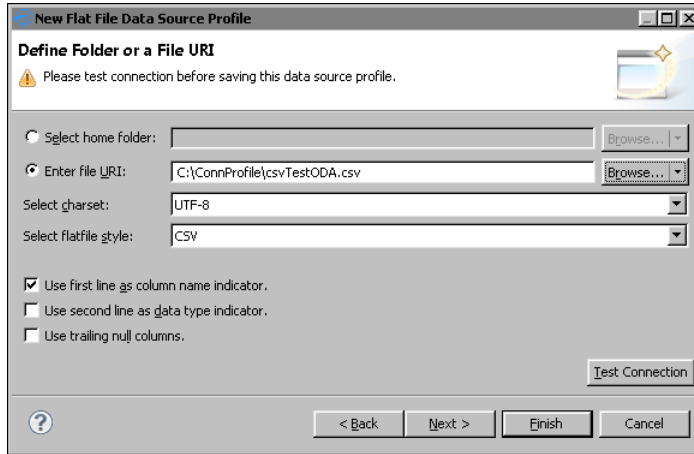 New Flat File Data Source Profile
Define Folder or a File URI
Please test connection before saving this data source profile.
Select home folder:
Browse...
Enter file URI:
C:\ConnProfile\csvTestODA.csv
Browse...
Select charset:
UTF-8
Select flatfile style:
CSV
Use first line as column name indicator.
Use second line as data type indicator.
Use trailing null columns.
Test Connection
?
< Back
Next >
Finish
Cancel